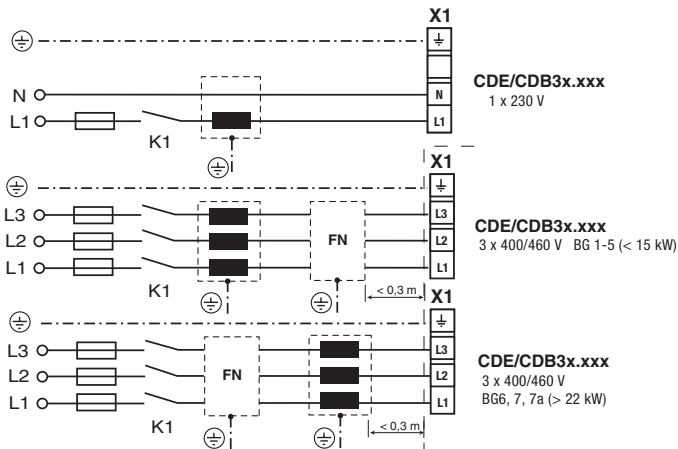 X1
N
CDE/CDB3x.xxx
1 x 230 V
N
L1
K1
L1
X1
L3
L2
L1
K1
FN
< 0,3 m
L3
L2
L1
CDE/CDB3x.xxx
3 x 400/460 V BG 1-5 (< 15 kW)
X1
L3
L2
L1
K1
FN
< 0,3 m
L3
L2
L1
CDE/CDB3x.xxx
3 x 400/460 V
BG6, 7, 7a (> 22 kW)